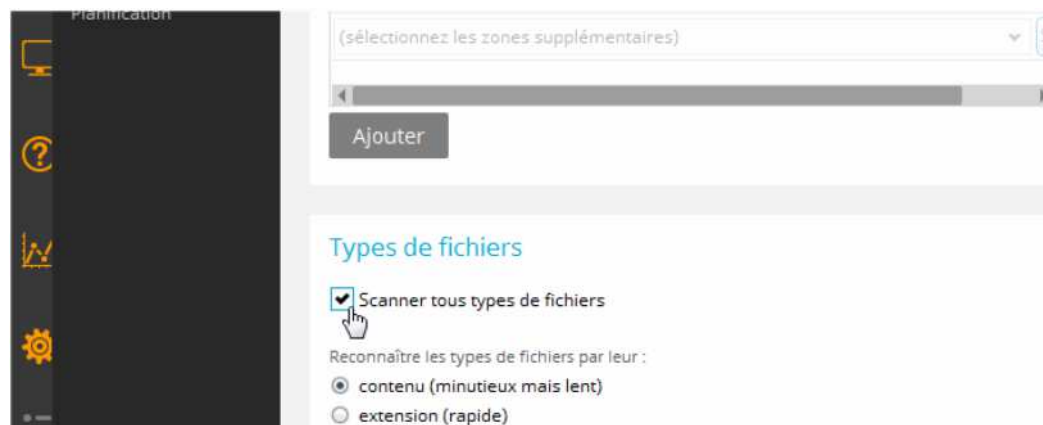 Planification
(sélectionnez les zones supplémentaires)
Ajouter
Types de fichiers
Scanner tous types de fichiers
Reconnaître les types de fichiers par leur :
contenu (minutieux mais lent)
extension (rapide)